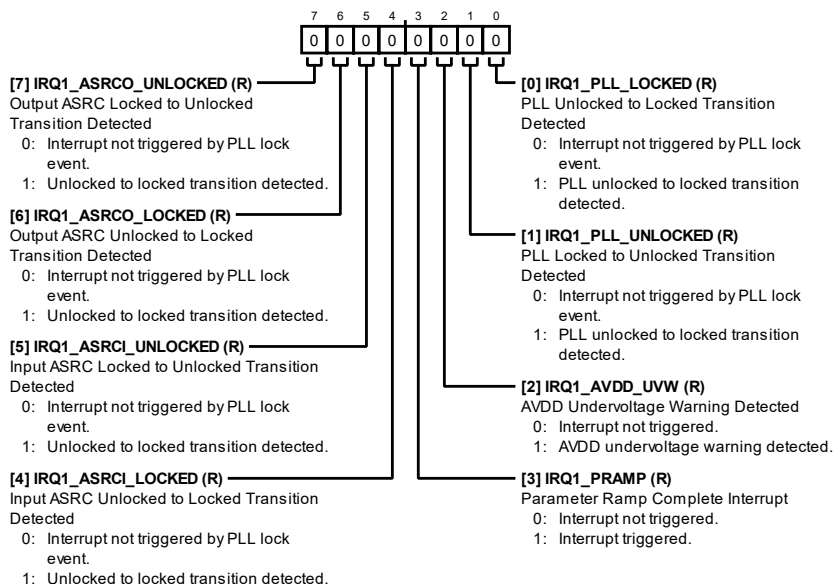 7 6 5 4 3 2 1 0
0 0 0 0 0 0 0 0
[7] IRQ1_ASRCO_UNLOCKED (R)
Output ASRC Locked to Unlocked
Transition Detected
0: Interrupt not triggered by PLL lock
event.
1: Unlocked to locked transition detected.
[6] IRQ1_ASRCO_LOCKED (R)
Output ASRC Unlocked to Locked
Transition Detected
0: Interrupt not triggered by PLL lock
event.
1: Unlocked to locked transition detected.
[5] IRQ1_ASRCI_UNLOCKED (R)
Input ASRC Locked to Unlocked Transition
Detected
0: Interrupt not triggered by PLL lock
event.
1: Unlocked to locked transition detected.
[4] IRQ1_ASRCI_LOCKED (R)
Input ASRC Unlocked to Locked Transition
Detected
0: Interrupt not triggered by PLL lock
event.
1: Unlocked to locked transition detected.
[0] IRQ1_PLL_LOCKED (R)
PLL Unlocked to Locked Transition
Detected
0: Interrupt not triggered by PLL lock
event.
1: PLL unlocked to locked transition
detected.
[1] IRQ1_PLL_UNLOCKED (R)
PLL Locked to Unlocked Transition
Detected
0: Interrupt not triggered by PLL lock
event.
1: PLL unlocked to locked transition
detected.
[2] IRQ1_AVDD_UVW (R)
AVDD Undervoltage Warning Detected
0: Interrupt not triggered.
1: AVDD undervoltage warning detected.
[3] IRQ1_PRAMP (R)
Parameter Ramp Complete Interrupt
0: Interrupt not triggered.
1: Interrupt triggered.